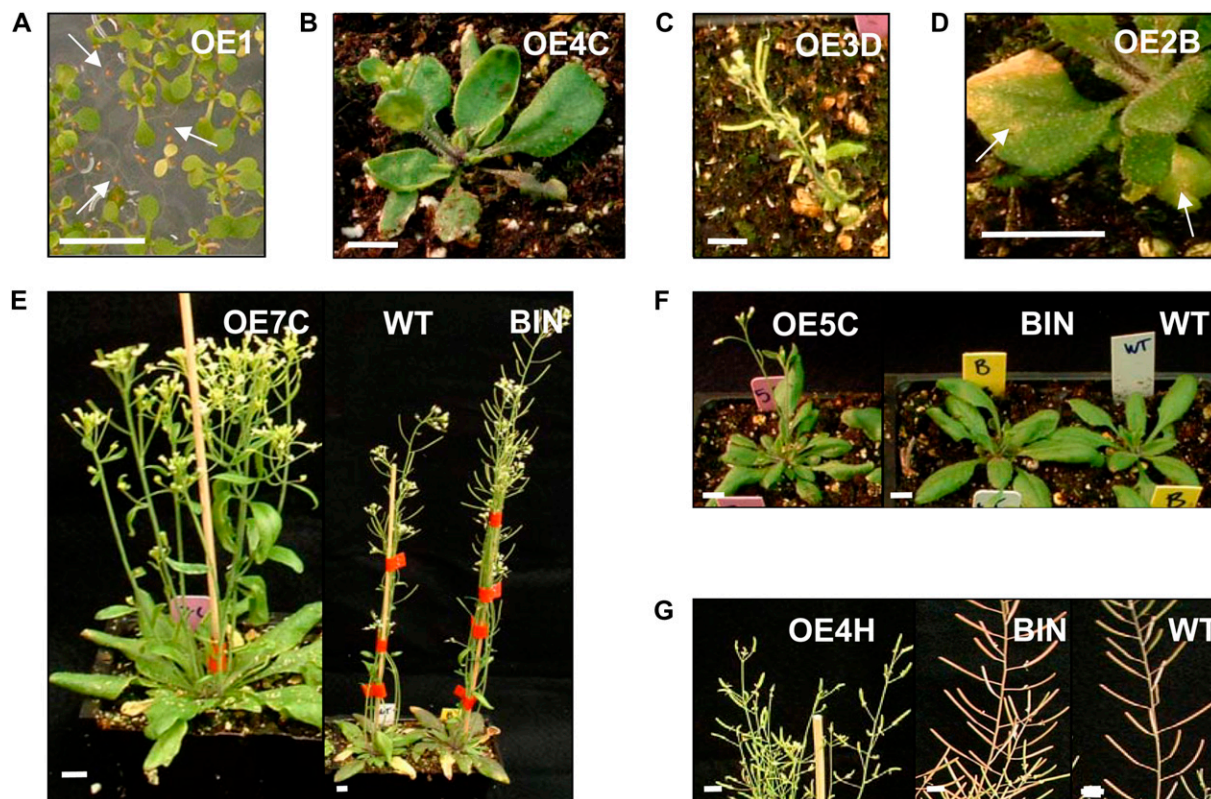 A OE1
B OE4C
C OE3D
D OE2B
E OE7C WT BIN
F OE5C BIN WT
5 B WT
B
G OE4H BIN WT